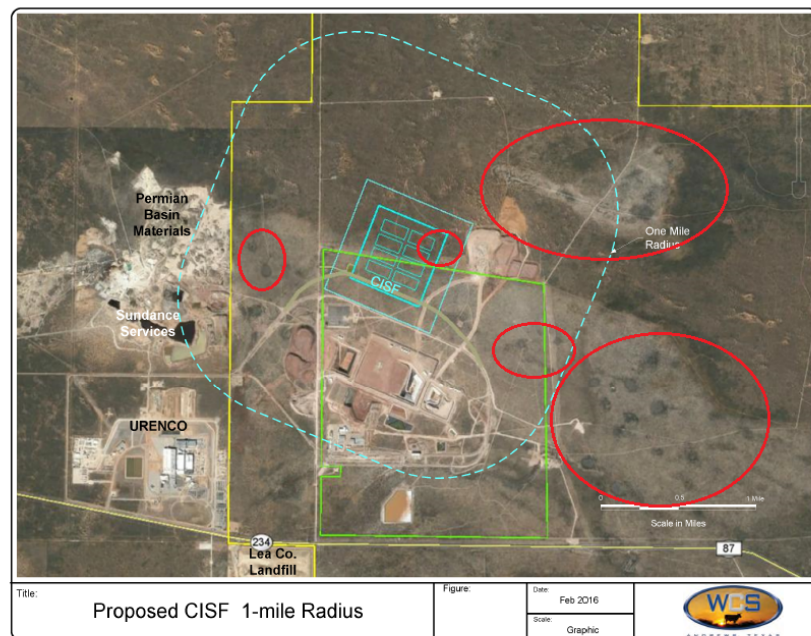 Permian
Basin
Materials
One Mile
Radius
CISF
Sundance
Services
URENCO
0 0.5 1 Mile
Scale in Miles
234
87
Lea Co.
Landfill
Title:
Proposed CISF 1-mile Radius
Figure:
Date:
Feb 2016
Scale:
Graphic
WCS